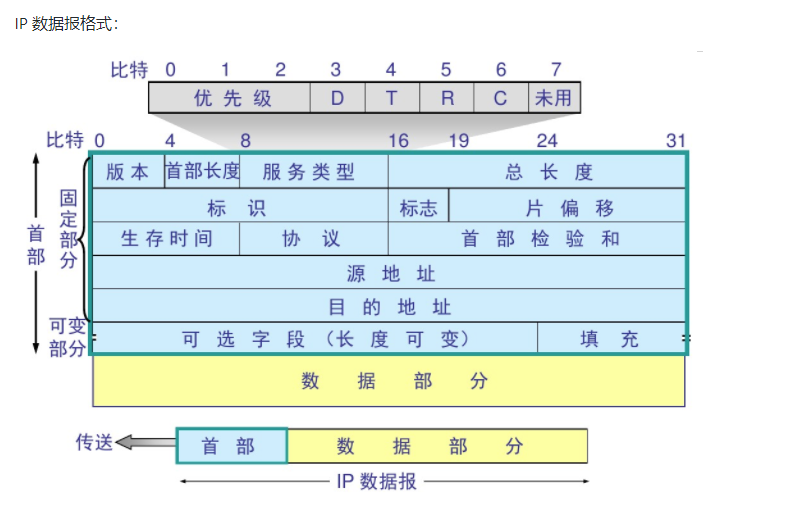 IP 数据报格式：
比特 0 1 2 3 4 5 6 7
优先级 D T R C 未用
比特 0 4 8 16 19 24 31
版本 首部长度 服务类型 总长度
标识 标志 片偏移
生存时间 协议 首部检验和
源地址
目的地址
可选字段（长度可变） 填充
数据部分
首部
固定部分
可变部分
传送 首部 数据部分
IP 数据报